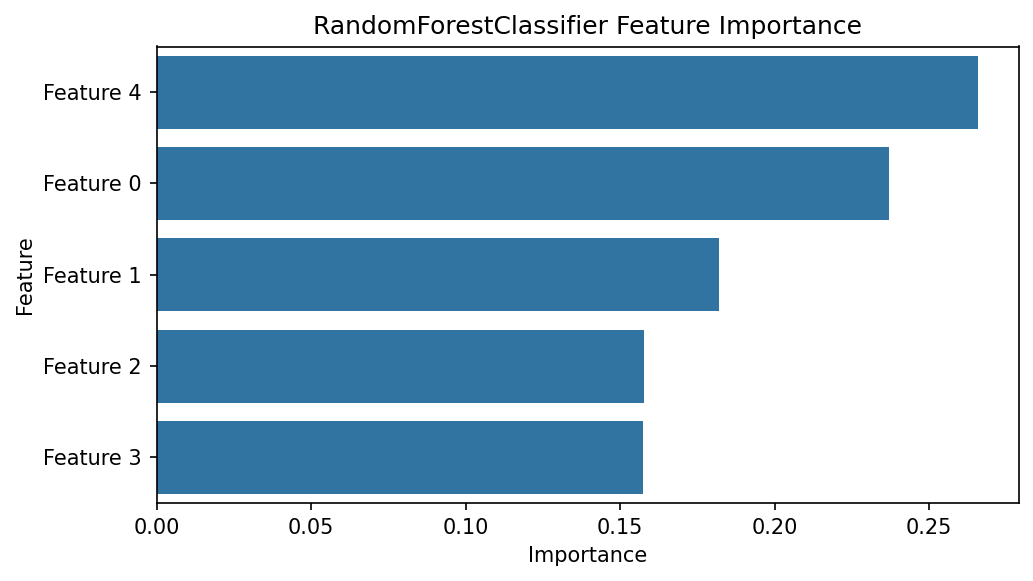 RandomForestClassifier Feature Importance
Feature
Feature 4
Feature 0
Feature 1
Feature 2
Feature 3
0.00 0.05 0.10 0.15 0.20 0.25
Importance